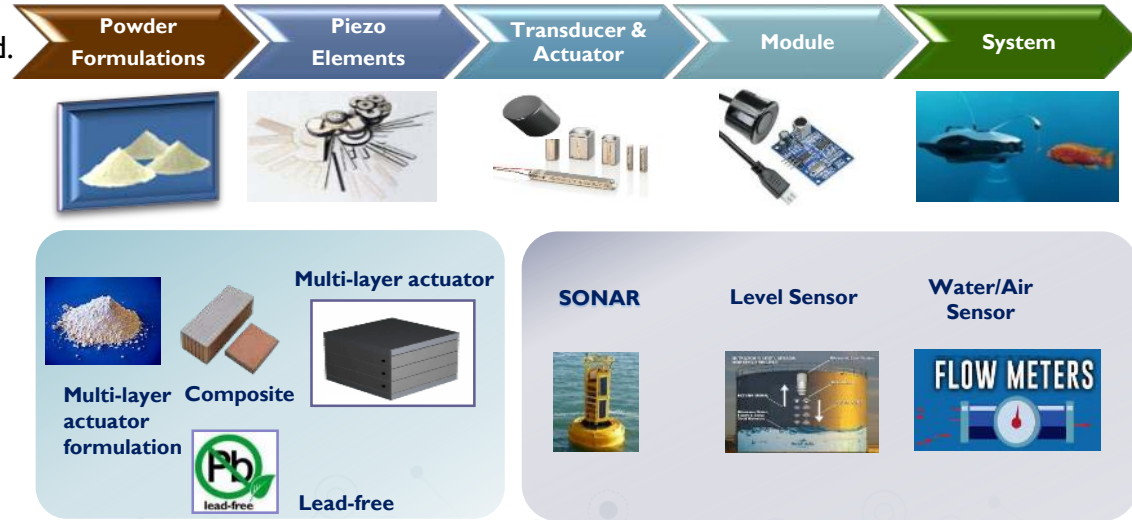 d.
Powder
Formulations
Piezo
Elements
Transducer &
Actuator
Module
System
Multi-layer actuator
Multi-layer
actuator
formulation
Composite
Pb
lead-free
Lead-free
SONAR
Level Sensor
Water/Air
Sensor
FLOW METERS